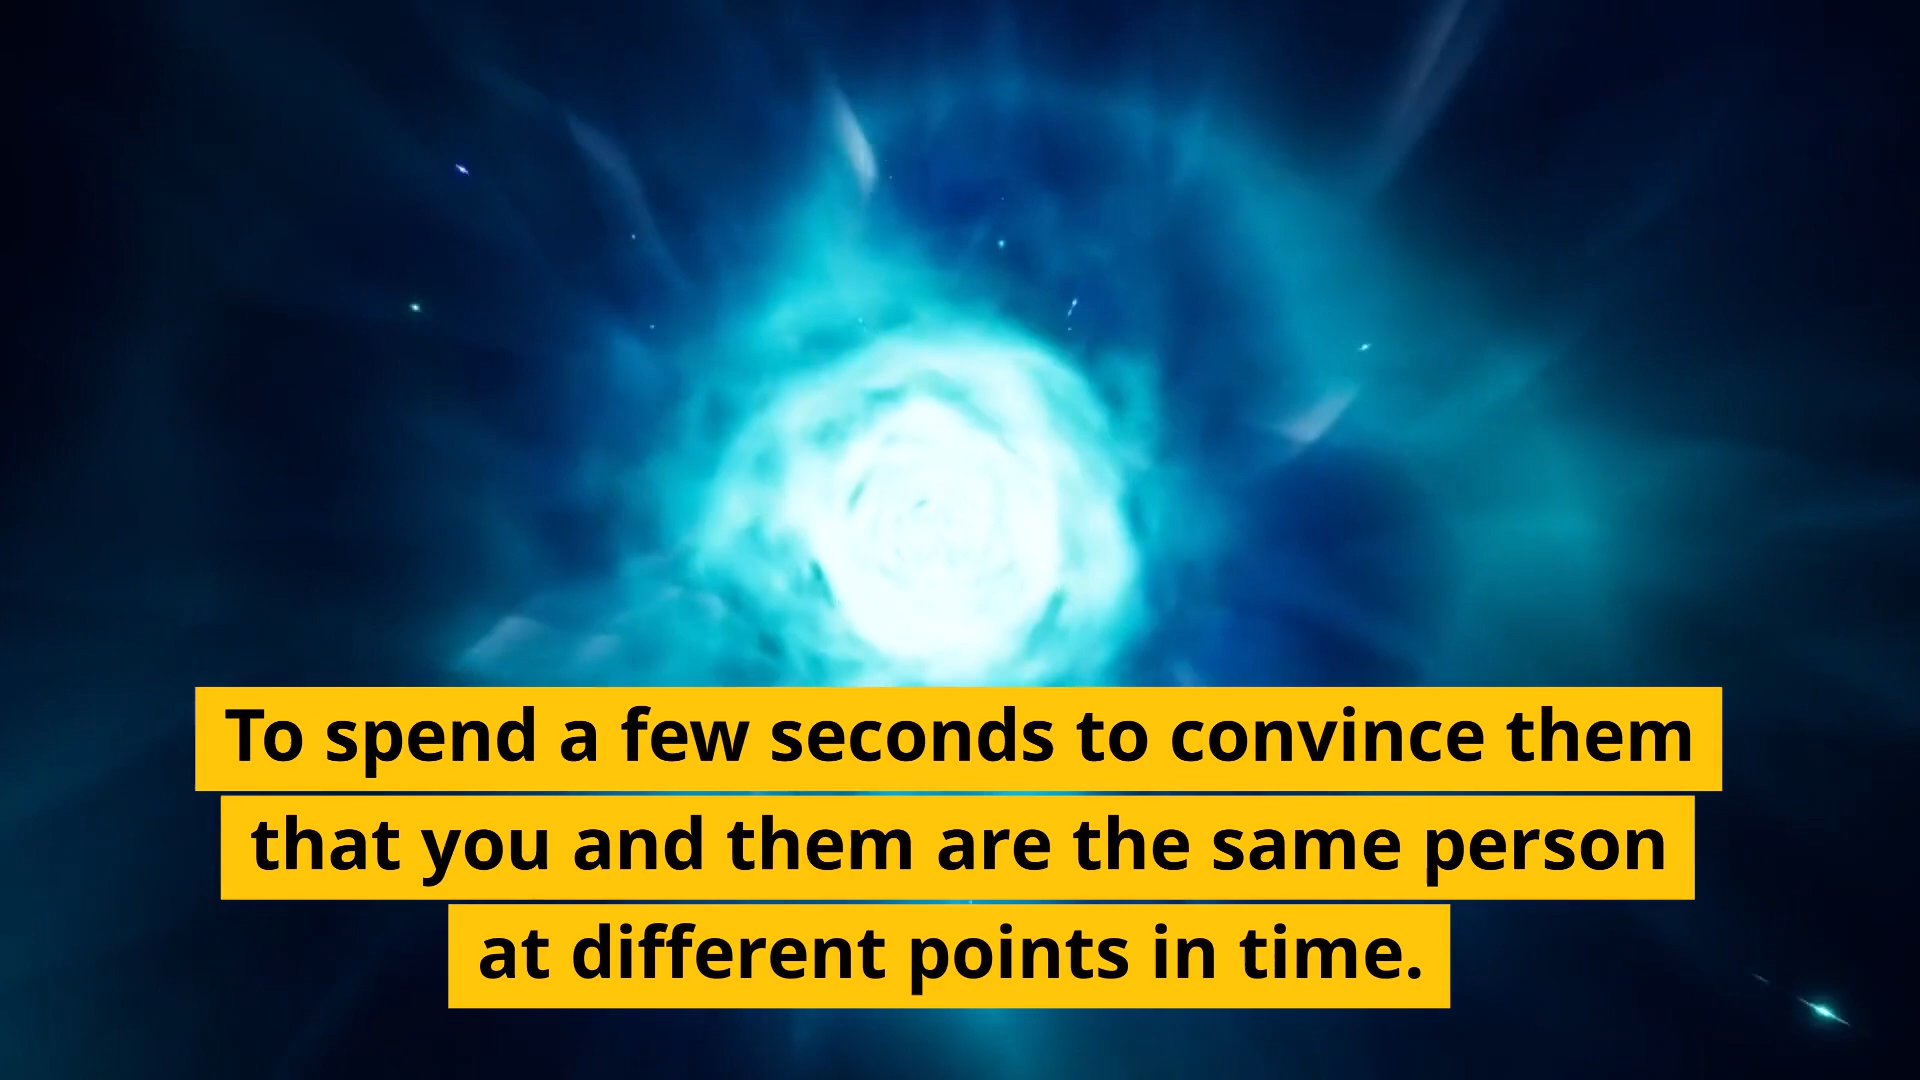 To spend a few seconds to convince them
that you and them are the same person
at different points in time.